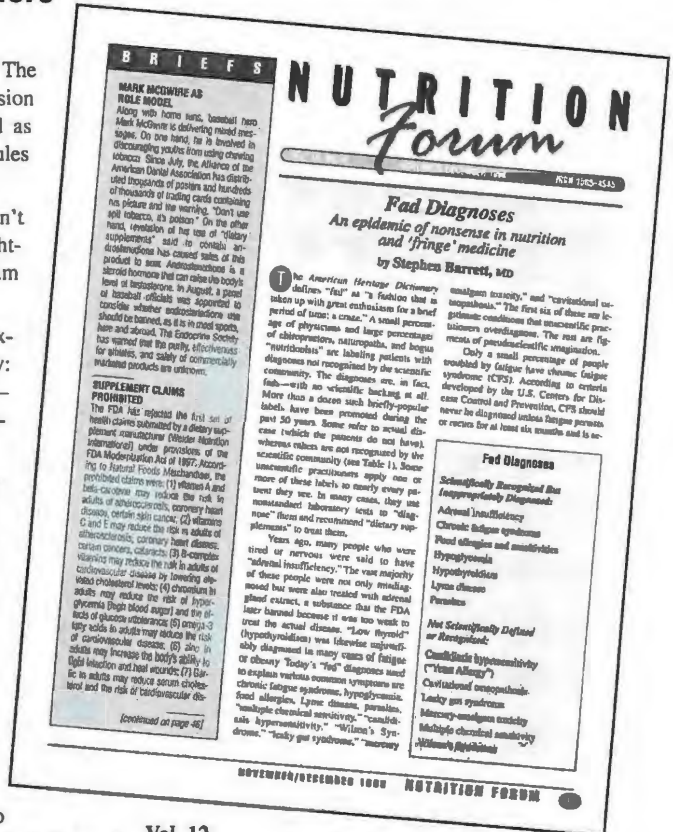 The
sion
as
ules
n't
ht-
am
BRIEFS
MARK MCGWIRE AS
ROLE MODEL
Along with home runs, baseball hero
Mark McGwire is delivering mixed mes-
sages. On one hand, he is involved in
discouraging youths from using chewing
tobacco. Since July, the Alliance of the
American Dental Association has distrib-
uted thousands of posters and hundreds
of thousands of trading cards containing
his picture and the warning, "Don't use
spit tobacco, it's poison" On the other
hand, revelation of his use of "dietary
supplements" said to contain an-
drostenedione has caused sales of this
product to soar. Androstenedione is a
steroid hormone that can raise the body's
level of testosterone. In August, a panel
of baseball officials was appointed to
consider whether androstenedione use
should be banned, as it is in most sports,
here and abroad. The Endocrine Society
has warned that the purity, effectiveness
for athletes, and safety of commercially
marketed products are unknown.
SUPPLEMENT CLAIMS
PROHIBITED
The FDA has rejected the first set of
health claims submitted by a dietary sup-
plement manufacturer (Weider Nutrition
International) under provisions of the
FDA Modernization Act of 1997. Accord-
ing to Natural Foods Merchandiser, the
prohibited claims were: (1) vitamin A and
beta-carotene may reduce the risk in
adults of atherosclerosis, coronary heart
disease, certain skin cancer, (2) vitamins
C and E may reduce the risk in adults of
atherosclerosis, coronary heart disease,
certain cancers, cataracts; (3) B-complex
vitamins may reduce the risk in adults of
cardiovascular disease by lowering ele-
vated cholesterol levels; (4) chromium in
adults may reduce the risk of hyper-
glycemia (high blood sugar) and the ef-
fects of glucose intolerance; (5) omega-3
fatty acids in adults may reduce the risk
of cardiovascular disease; (6) zinc in
adults may increase the body's ability to
fight infection and heal wounds; (7) Gar-
lic in adults may reduce serum choles-
terol and the risk of cardiovascular dis-
(continued on page 46)
NUTRITION
Forum
Fad Diagnoses
An epidemic of nonsense in nutrition
and 'fringe' medicine
by Stephen Barrett, MD
The American Heritage Dictionary
defines "fad" as "a fashion that is
taken up with great enthusiasm for a brief
period of time; a craze." A small percent-
age of physicians and large percentages
of chiropractors, naturopaths, and bogus
"nutritionists" are labeling patients with
diagnoses not recognized by the scientific
community. The diagnoses are, in fact,
fads—with no scientific backing at all.
More than a dozen such briefly-popular
labels have been promoted during the
past 50 years. Some refer to actual dis-
ease (which the patients do not have),
whereas others are not recognized by the
scientific community (see Table 1). Some
unscientific practitioners apply one or
more of these labels to nearly every pa-
tient they see. In many cases, they use
nonstandard laboratory tests to "diag-
nose" them and recommend "dietary sup-
plements" to treat them.
Years ago, many people who were
tired or nervous were said to have
"adrenal insufficiency." The vast majority
of these people were not only misdiag-
nosed but were also treated with adrenal
gland extract, a substance that the FDA
later banned because it was too weak to
treat the actual disease. "Low thyroid"
(hypothyroidism) was likewise unjustifi-
ably diagnosed in many cases of fatigue
or obesity Today's "fad" diagnoses used
to explain various common symptoms are
chronic fatigue syndrome, hypoglycemia,
food allergies, Lyme disease, parasites,
"multiple chemical sensitivity," "candidi-
asis hypersensitivity," "Wilson's Syn-
drome," "leaky gut syndrome," "mercury
amalgam toxicity," and "cavitational os-
teopathosis." The first six of these are le-
gitimate conditions that unscientific prac-
titioners overdiagnose. The rest are fig-
ments of pseudoscientific imagination.
Only a small percentage of people
troubled by fatigue have chronic fatigue
syndrome (CFS). According to criteria
developed by the U.S. Centers for Dis-
ease Control and Prevention, CFS should
never be diagnosed unless fatigue persists
or recurs for at least six months and is ac-
Fad Diagnoses
Scientifically Recognized But
Inappropriately Diagnosed:
Adrenal insufficiency
Chronic fatigue syndrome
Food allergies and sensitivities
Hypoglycemia
Hypothyroidism
Lyme disease
Parasites
Not Scientifically Defined
or Recognized:
Candidiasis hypersensitivity
("Yeast Allergy")
Cavitational osteopathosis
Leaky gut syndrome
Mercury-amalgam toxicity
Multiple chemical sensitivity
Wilson's Syndrome
NOVEMBER/DECEMBER 1998 NUTRITION FORUM
Vol. 12